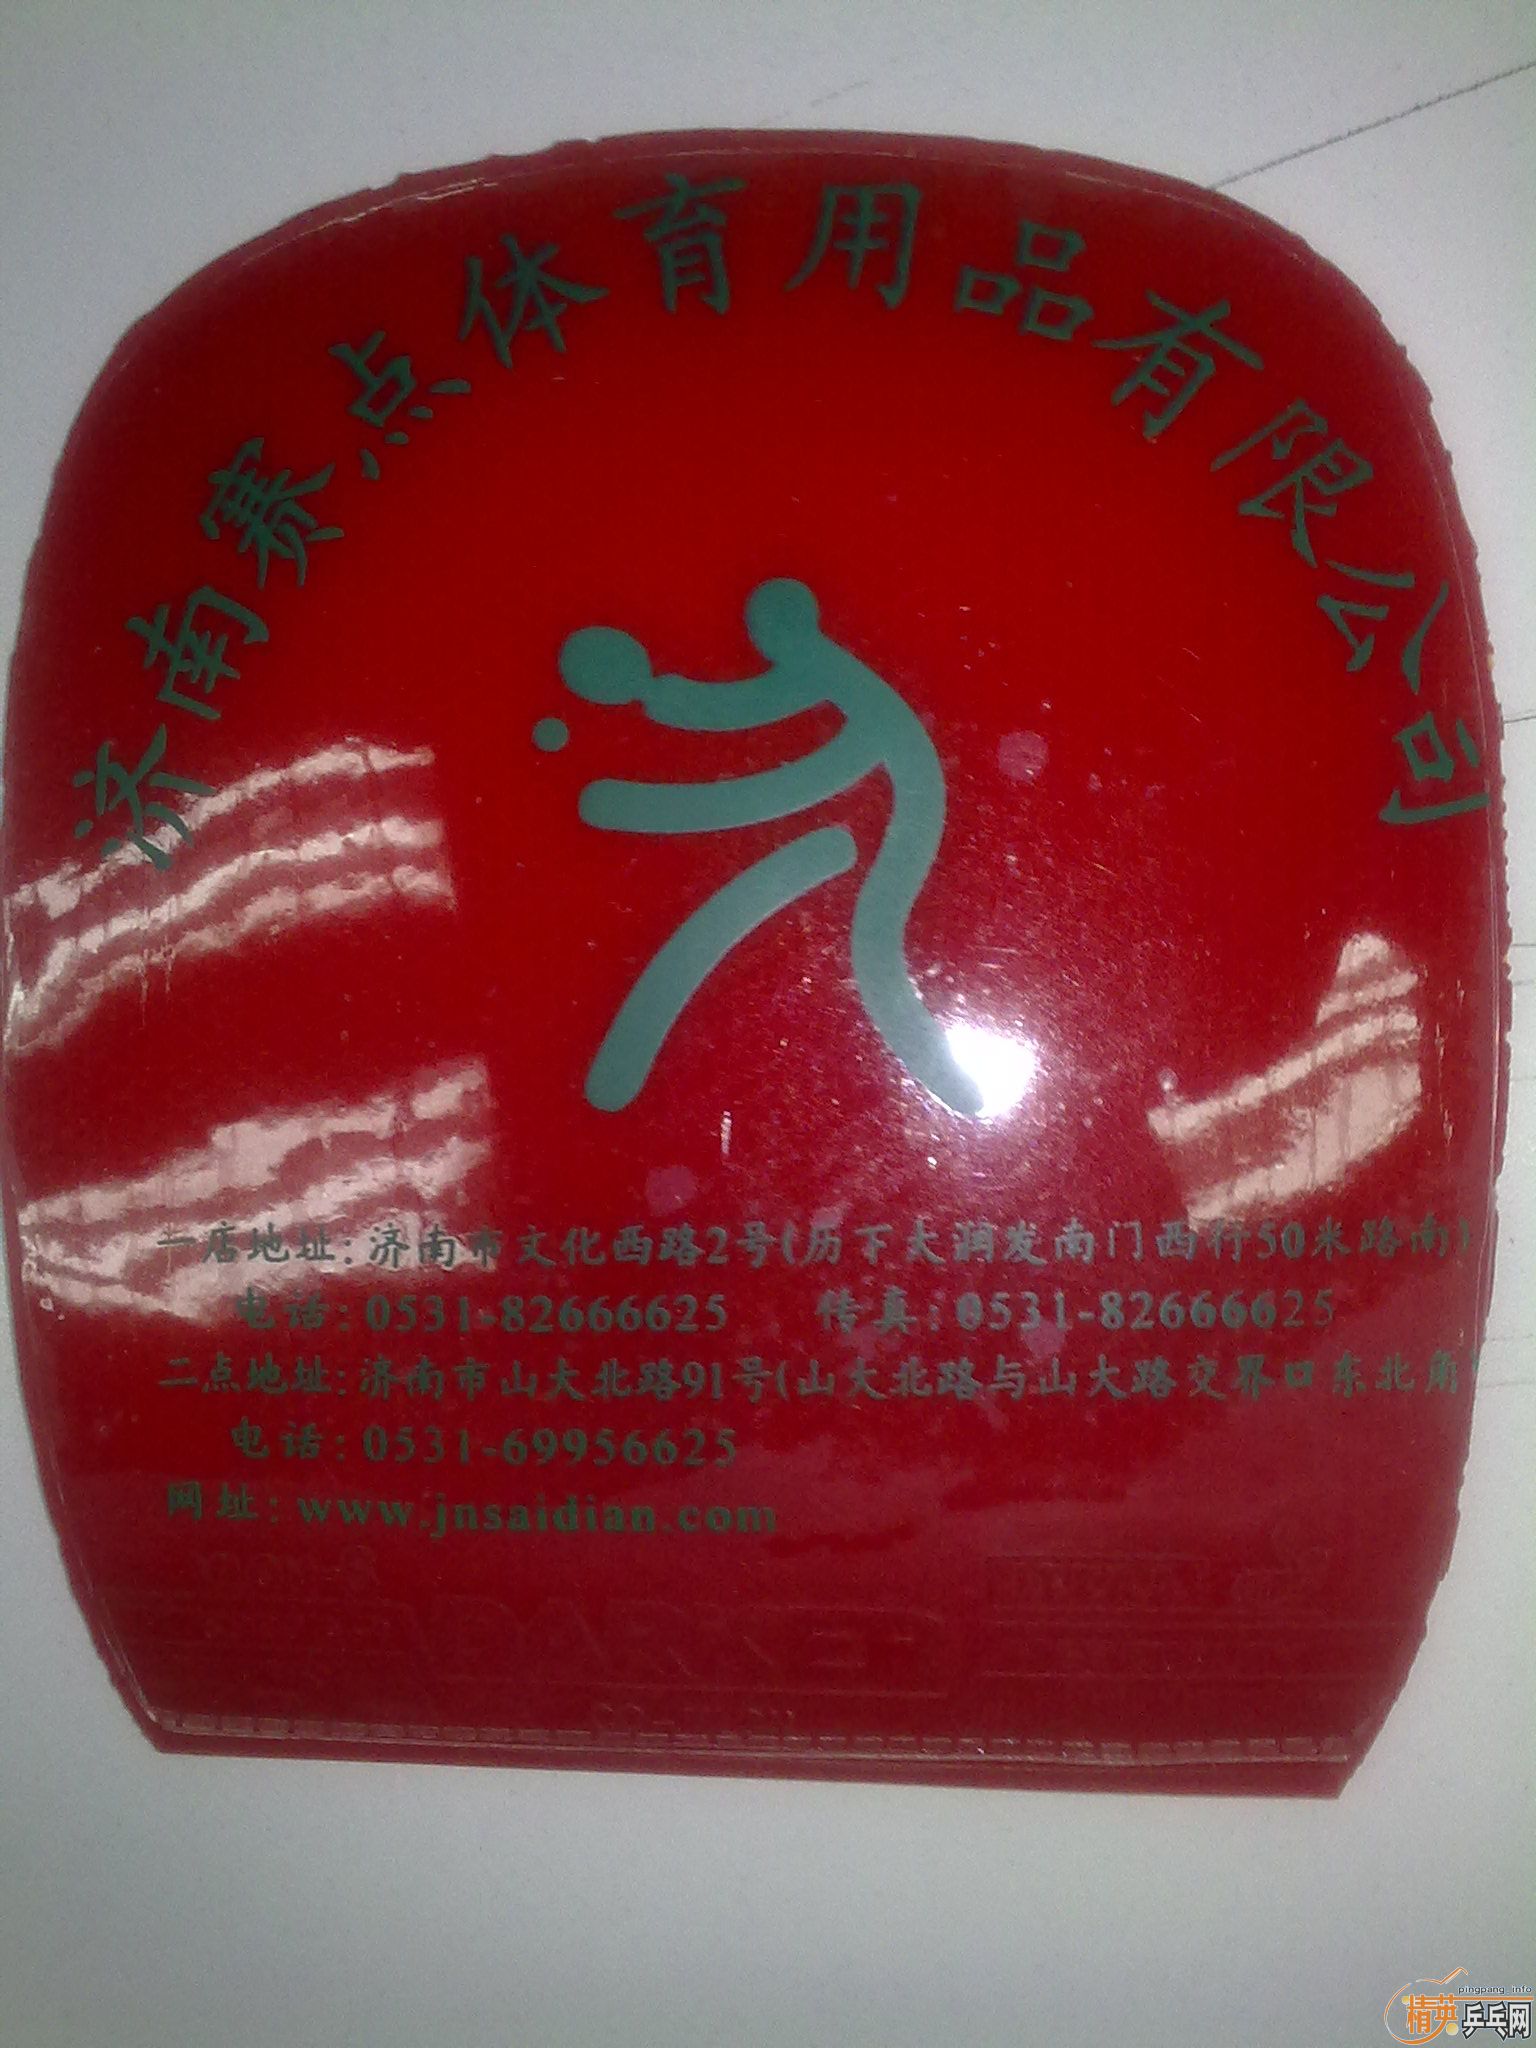 济南赛点体育用品有限公司
一店地址：济南市文化西路2号(历下大润发南门西行50米路南)
电话：0531-82666625 传真：0531-82666625
二点地址：济南市山大北路91号(山大北路与山大路交界口东北角
电话：0531-69956625
网址：www.jnsaidian.com
pingpang.info
精英乒乓网